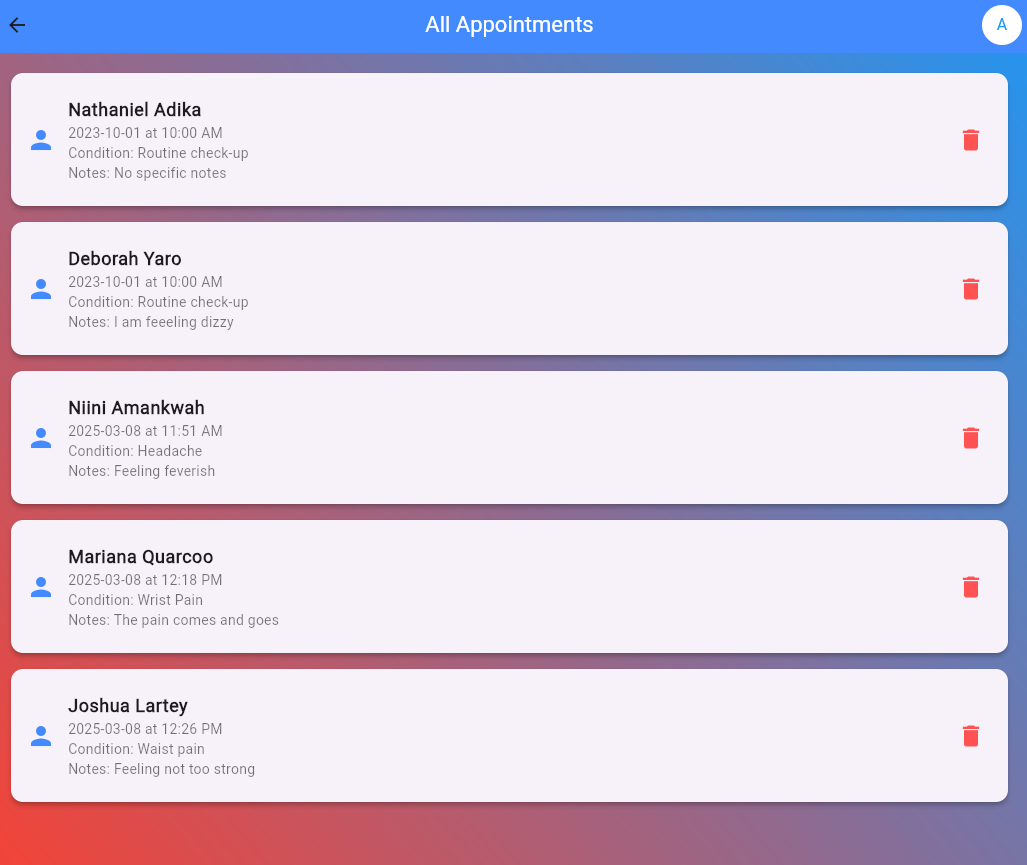 All Appointments
A
Nathaniel Adika
2023-10-01 at 10:00 AM
Condition: Routine check-up
Notes: No specific notes
Deborah Yaro
2023-10-01 at 10:00 AM
Condition: Routine check-up
Notes: I am feeeling dizzy
Niini Amankwah
2025-03-08 at 11:51 AM
Condition: Headache
Notes: Feeling feverish
Mariana Quarcoo
2025-03-08 at 12:18 PM
Condition: Wrist Pain
Notes: The pain comes and goes
Joshua Lartey
2025-03-08 at 12:26 PM
Condition: Waist pain
Notes: Feeling not too strong